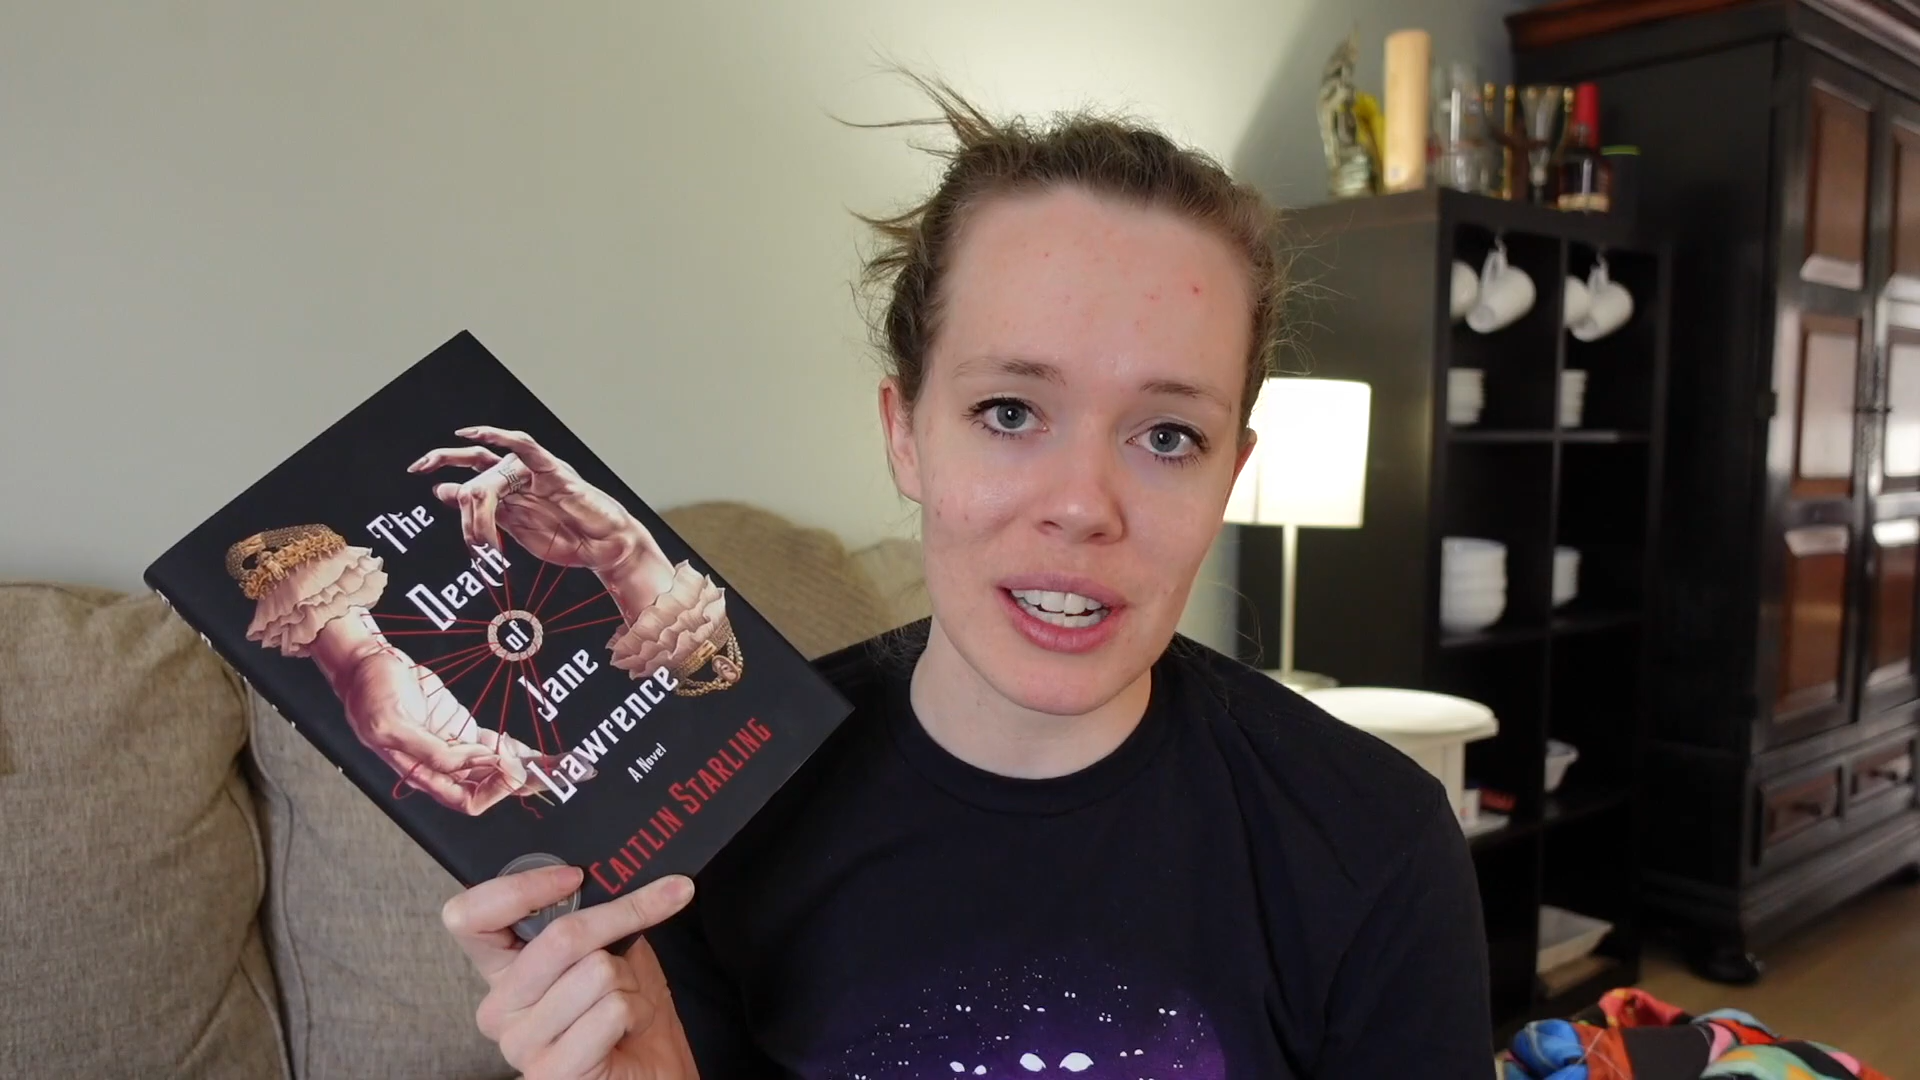 The
Death
of
Jane
Lawrence
A Novel
CAITLIN STARLING